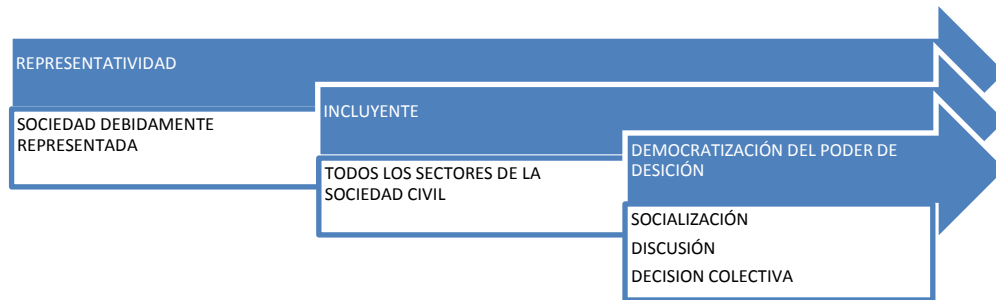 REPRESENTATIVIDAD
SOCIEDAD DEBIDAMENTE
REPRESENTADA
INCLUYENTE
TODOS LOS SECTORES DE LA
SOCIEDAD CIVIL
DEMOCRATIZACIÓN DEL PODER DE
DESICIÓN
SOCIALIZACIÓN
DISCUSIÓN
DECISION COLECTIVA